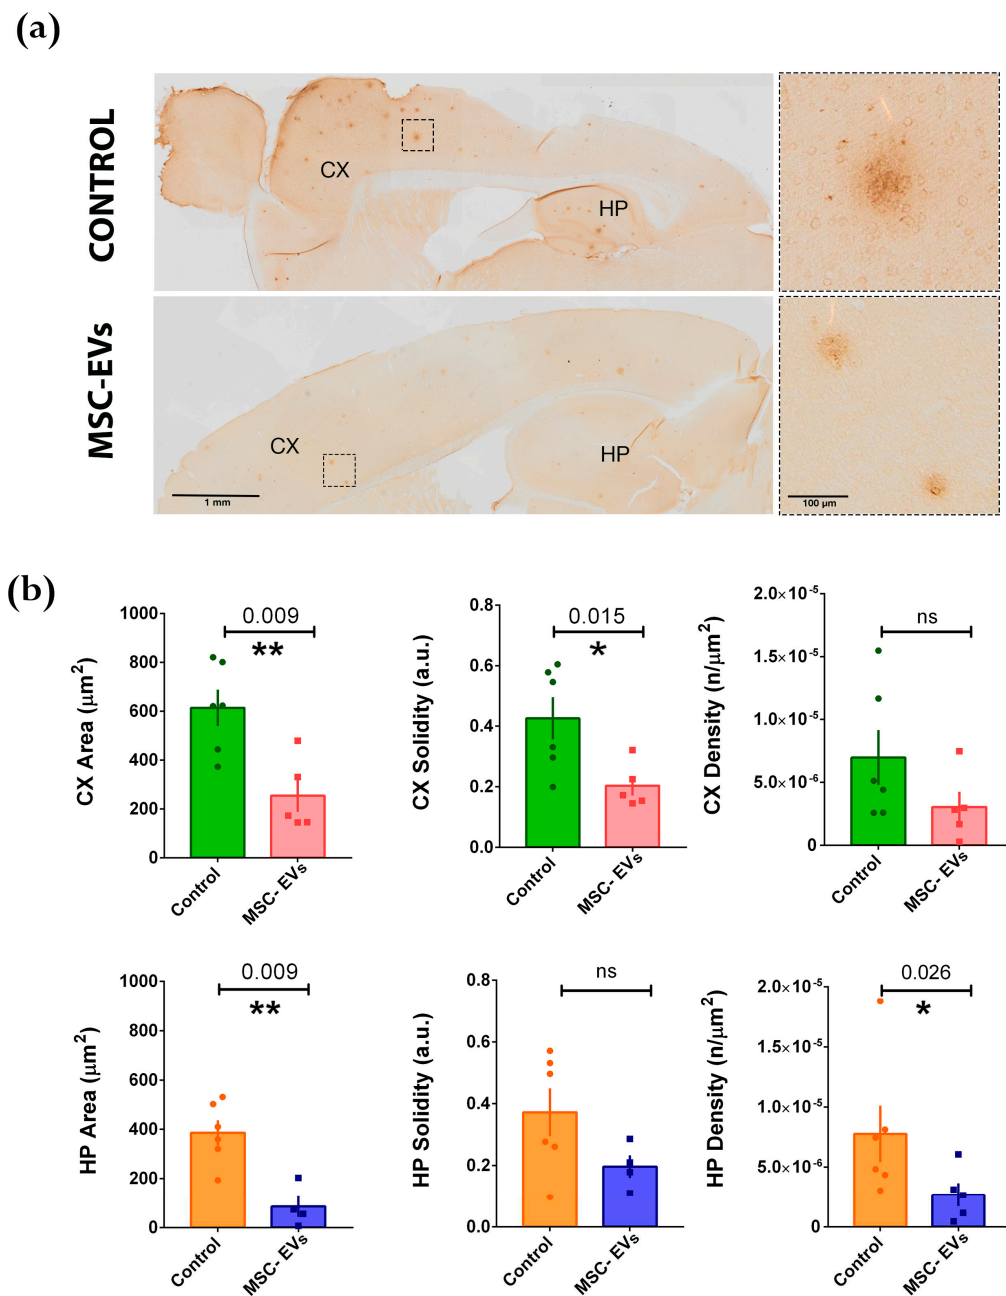 (a)
CONTROL
CX
HP
MSC-EVs
CX
HP
1 mm
100 µm
(b)
CX Area (µm²)
1000
800
600
400
200
0
0.009
**
Control
MSC- EVs
CX Solidity (a.u.)
0.8
0.6
0.4
0.2
0.0
0.015
*
Control
MSC- EVs
CX Density (n/µm²)
2.0×10⁻⁵
1.5×10⁻⁵
1.0×10⁻⁵
5.0×10⁻⁶
0
ns
Control
MSC- EVs
HP Area (µm²)
1000
800
600
400
200
0
0.009
**
Control
MSC- EVs
HP Solidity (a.u.)
0.8
0.6
0.4
0.2
0.0
ns
Control
MSC- EVs
HP Density (n/µm²)
2.0×10⁻⁵
1.5×10⁻⁵
1.0×10⁻⁵
5.0×10⁻⁶
0
0.026
*
Control
MSC- EVs